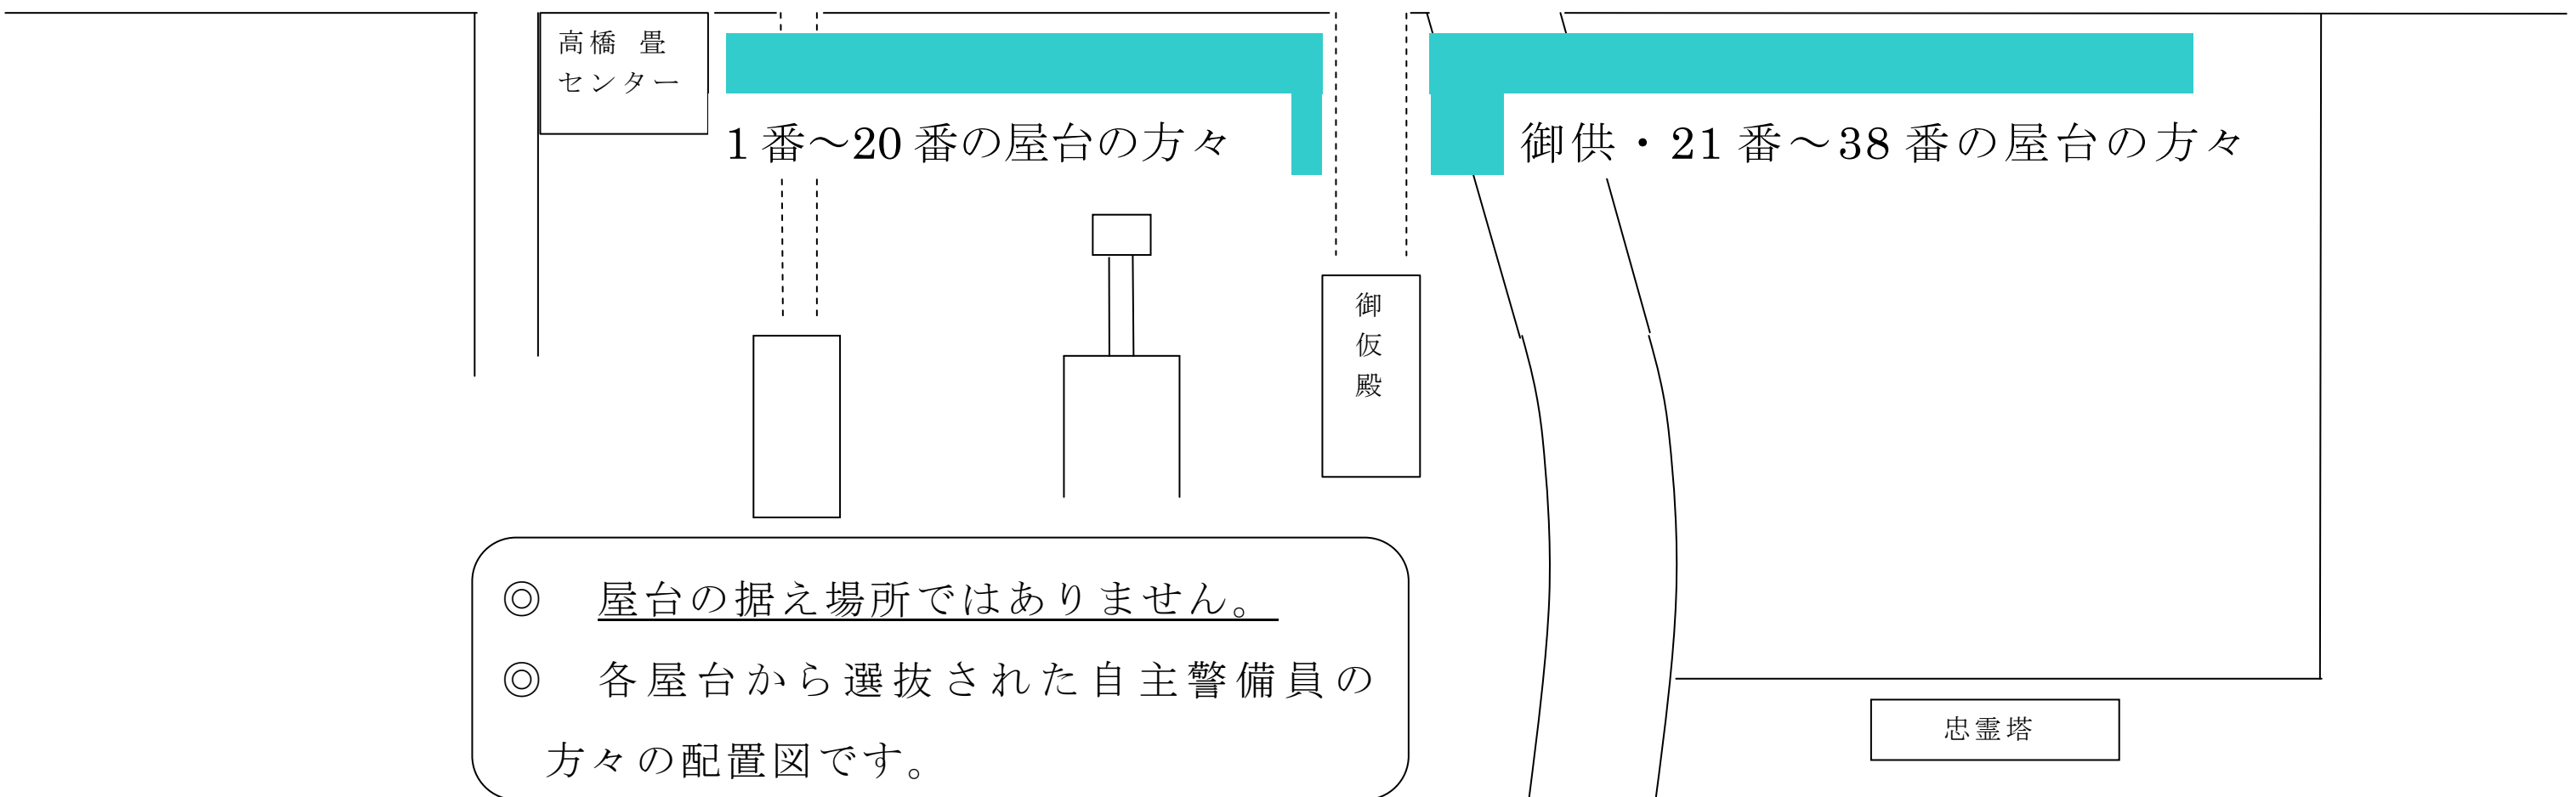 高橋 畳
センター
1番～20番の屋台の方々
御供・21番～38番の屋台の方々
御仮殿
◎ 屋台の据え場所ではありません。
◎ 各屋台から選抜された自主警備員の
方々の配置図です。
忠霊塔